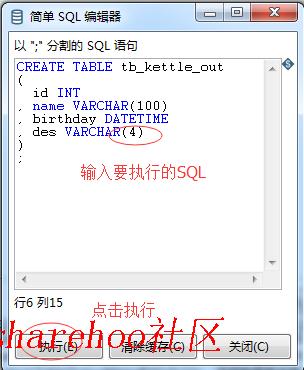 简单 SQL 编辑器
以 ";" 分割的 SQL 语句
CREATE TABLE tb_kettle_out
(
id INT
, name VARCHAR(100)
, birthday DATETIME
, des VARCHAR(4)
)
;
输入要执行的SQL
行6 列15
点击执行
sharehoo社区
执行(E) 清除缓存(C) 关闭(C)